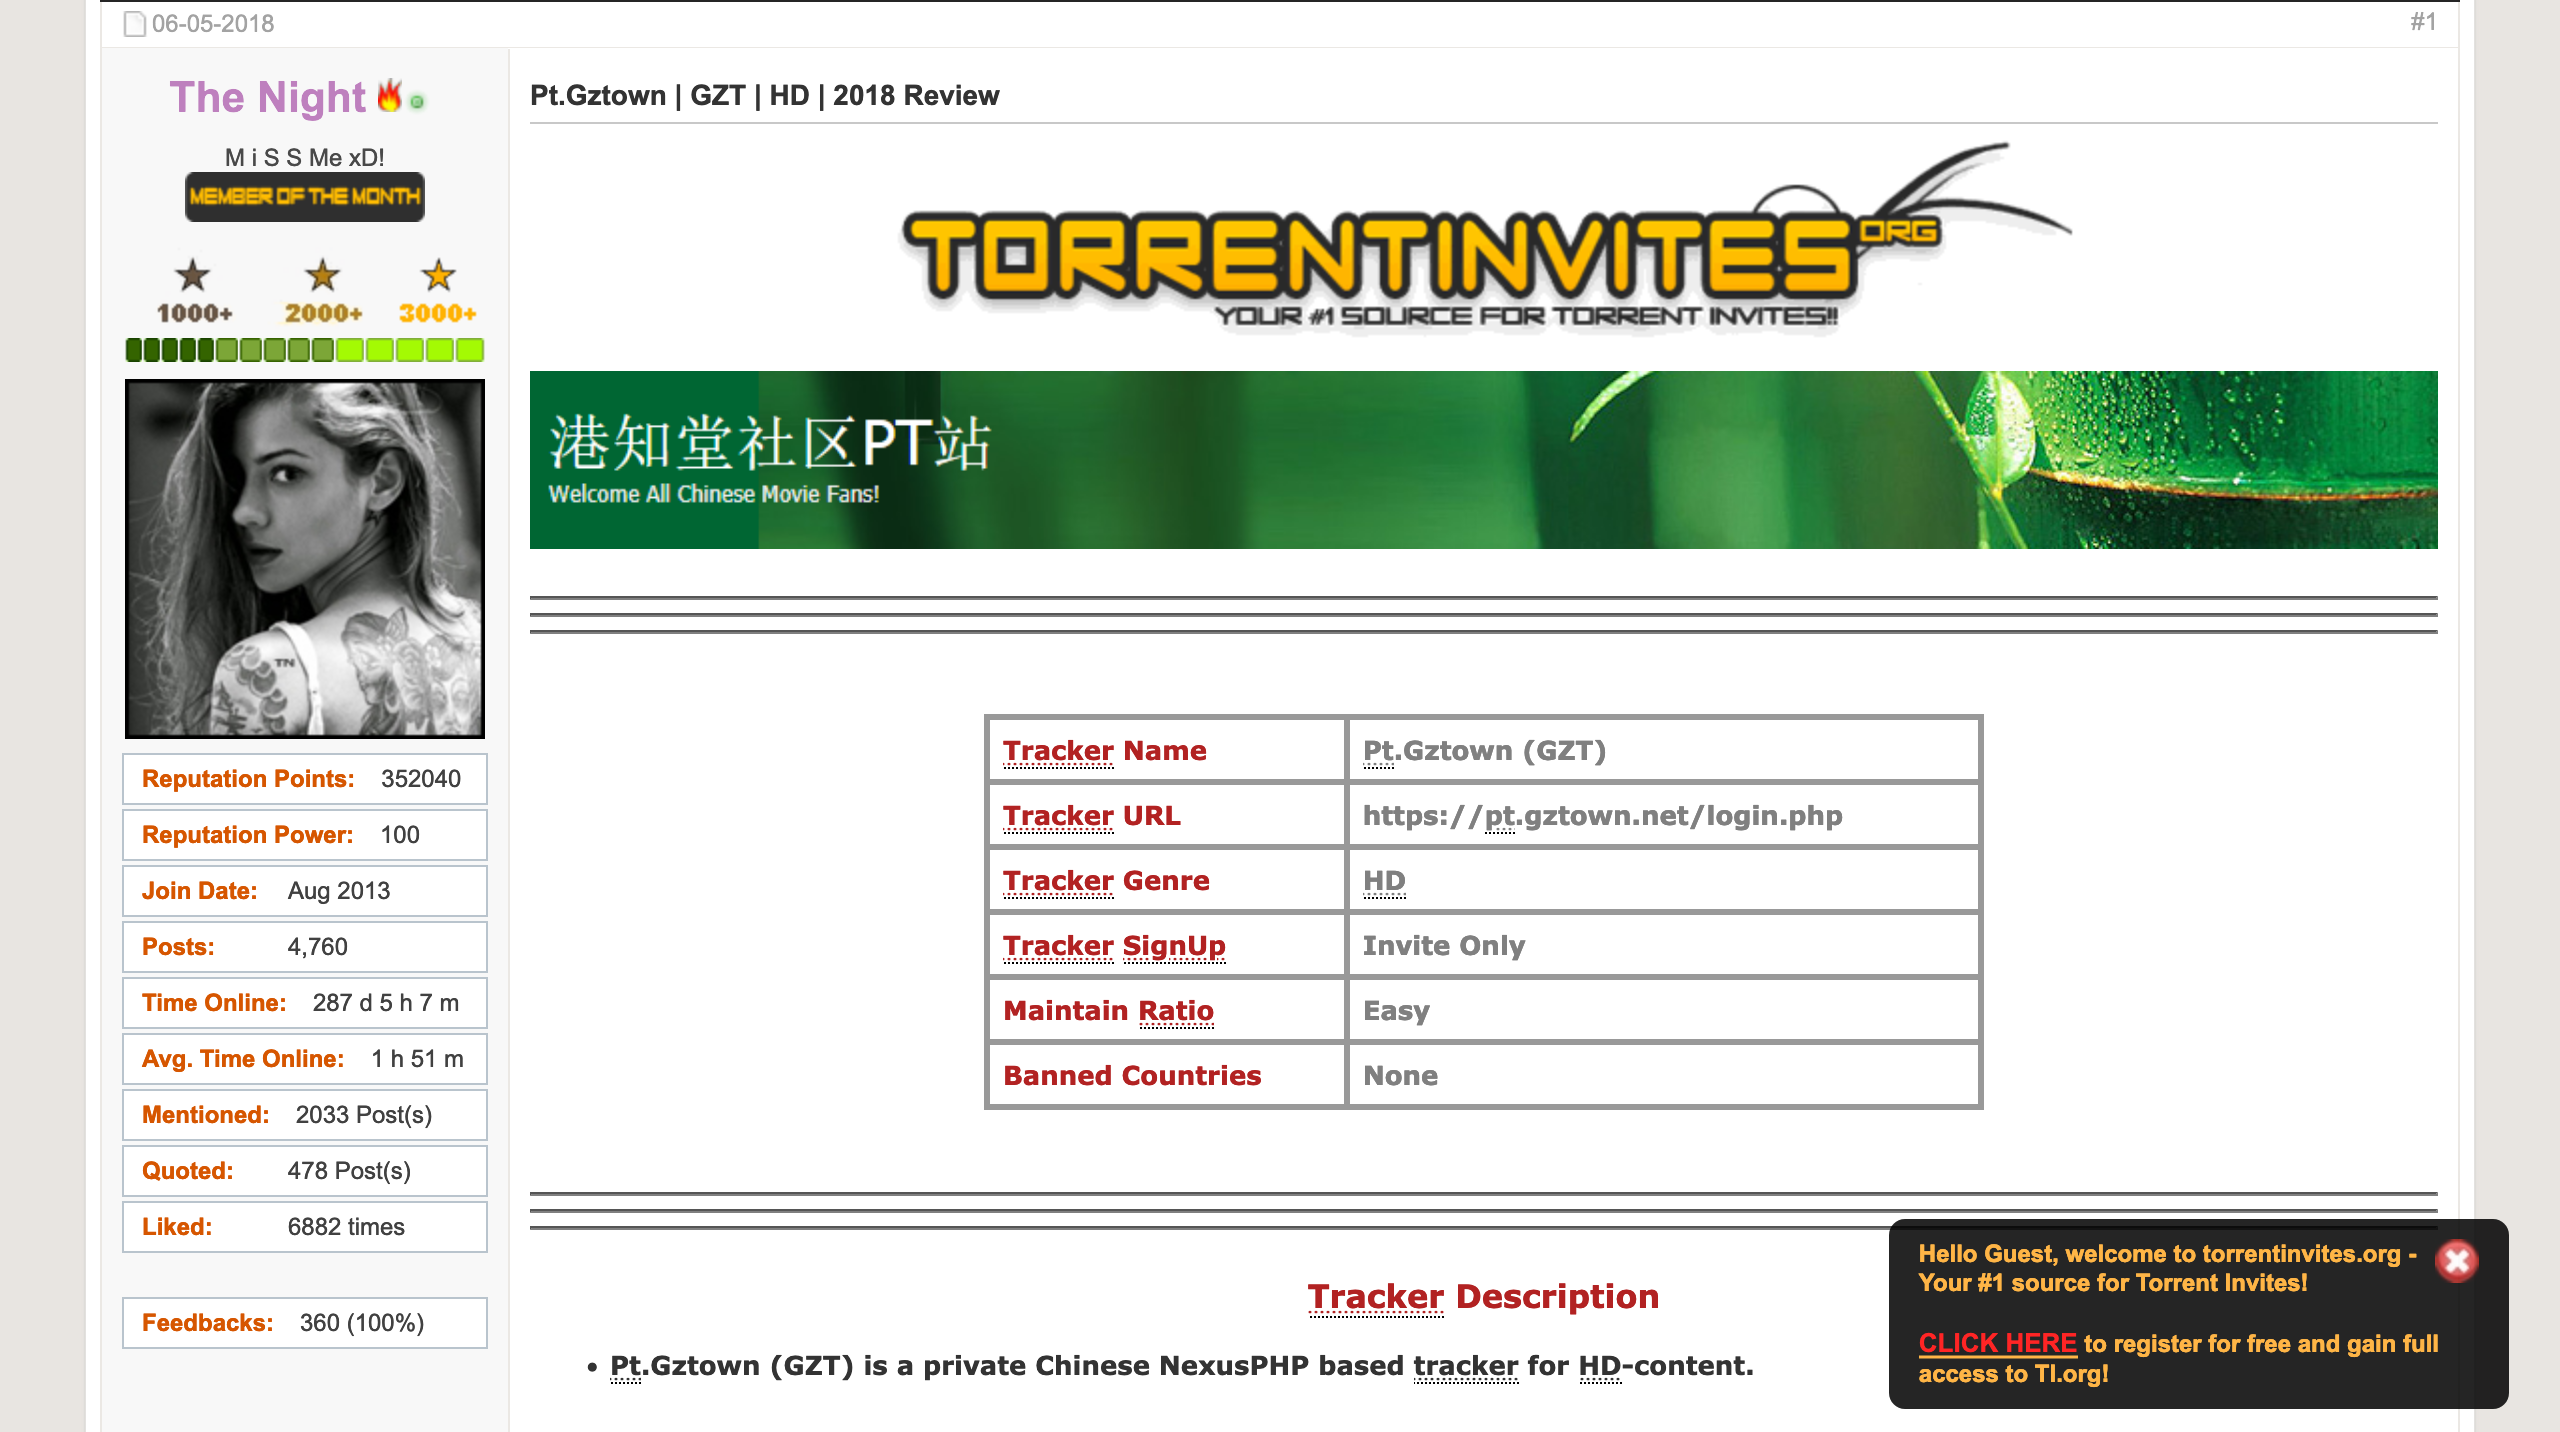 06-05-2018
#1
The Night
M i S S Me xD!
MEMBER OF THE MONTH
1000+ 2000+ 3000+
TN
Reputation Points: 352040
Reputation Power: 100
Join Date: Aug 2013
Posts: 4,760
Time Online: 287 d 5 h 7 m
Avg. Time Online: 1 h 51 m
Mentioned: 2033 Post(s)
Quoted: 478 Post(s)
Liked: 6882 times
Feedbacks: 360 (100%)
Pt.Gztown | GZT | HD | 2018 Review
TORRENTINVITES ORG
YOUR #1 SOURCE FOR TORRENT INVITES!!
港知堂社区PT站
Welcome All Chinese Movie Fans!
Tracker Name Pt.Gztown (GZT)
Tracker URL https://pt.gztown.net/login.php
Tracker Genre HD
Tracker SignUp Invite Only
Maintain Ratio Easy
Banned Countries None
Tracker Description
• Pt.Gztown (GZT) is a private Chinese NexusPHP based tracker for HD-content.
Hello Guest, welcome to torrentinvites.org -
Your #1 source for Torrent Invites!
CLICK HERE to register for free and gain full
access to TI.org!